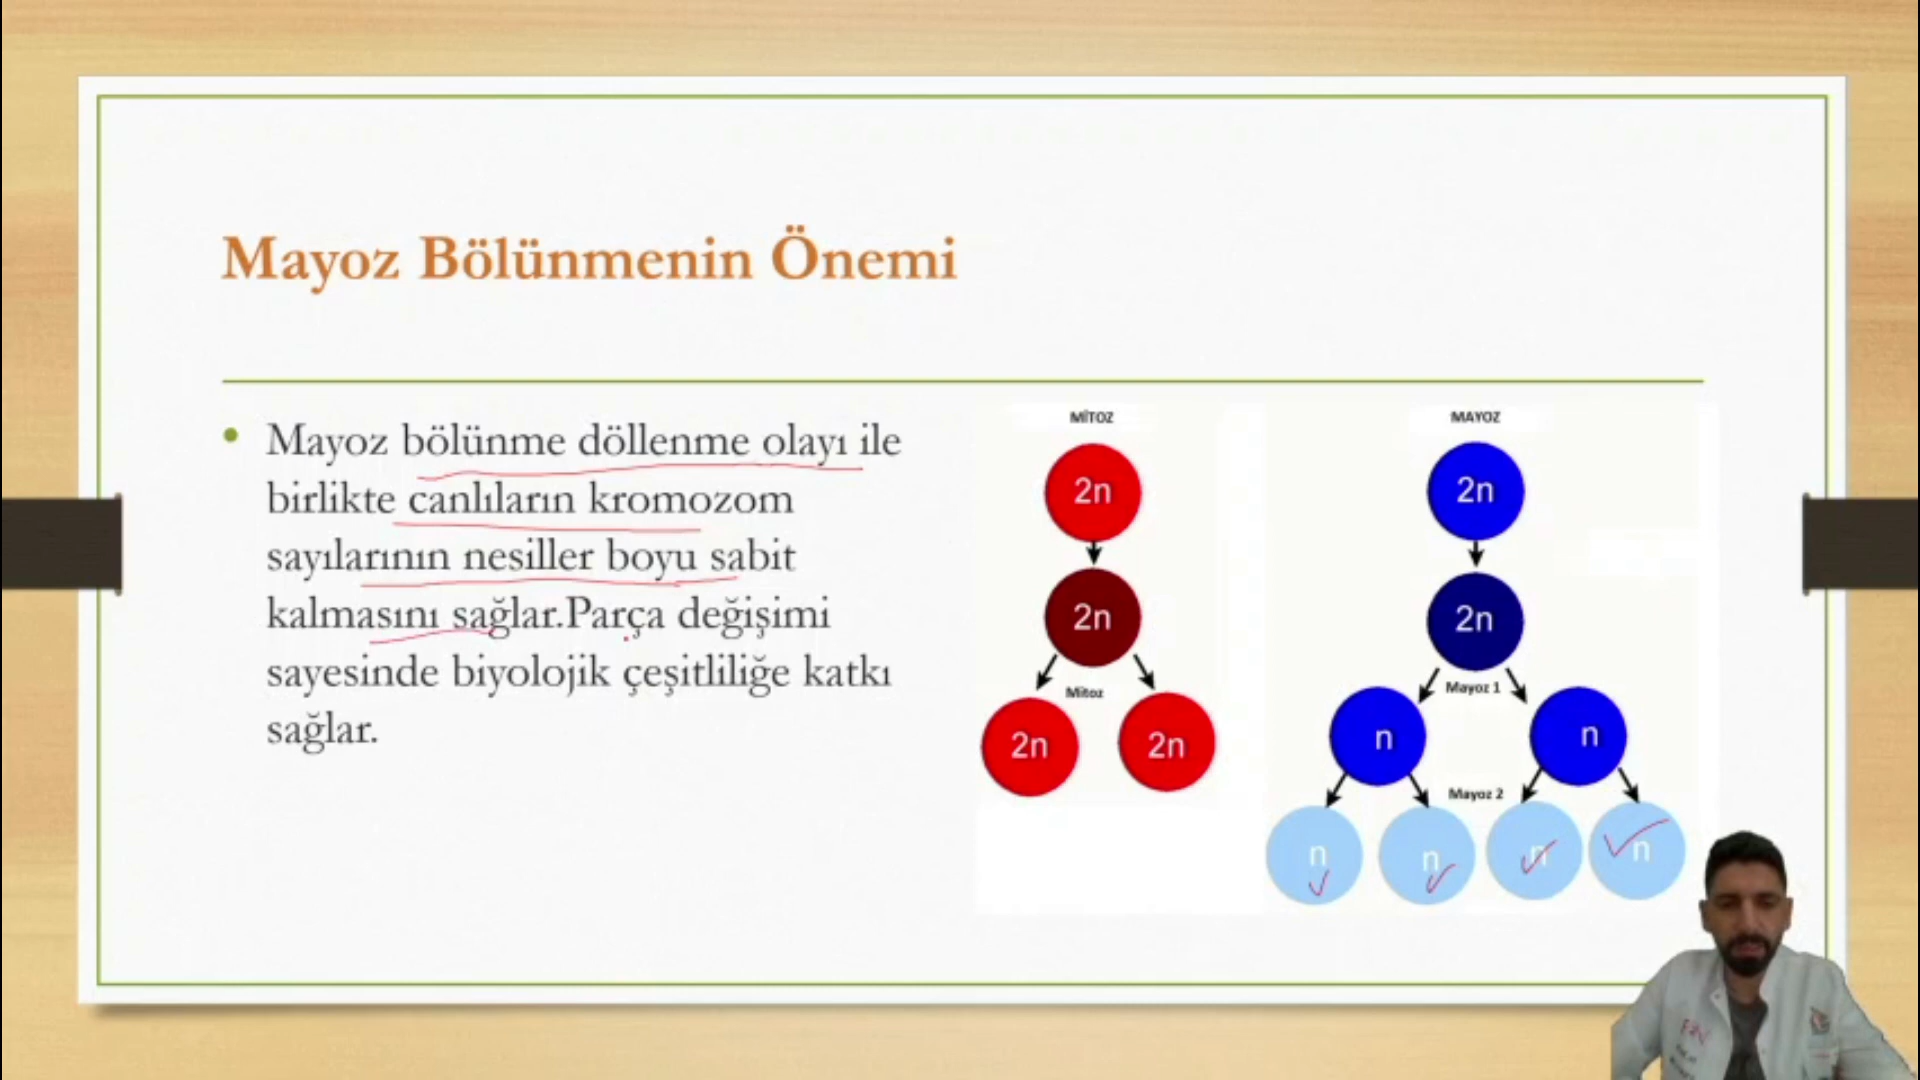 Mayoz Bölünmenin Önemi
Mayoz bölünme döllenme olayı ile
birlikte canlıların kromozom
sayılarının nesiller boyu sabit
kalmasını sağlar.Parça değişimi
sayesinde biyolojik çeşitliliğe katkı
sağlar.
MİTOZ
2n
2n
Mitoz
2n
2n
MAYOZ
2n
2n
Mayoz 1
n
n
Mayoz 2
n
n
n
n